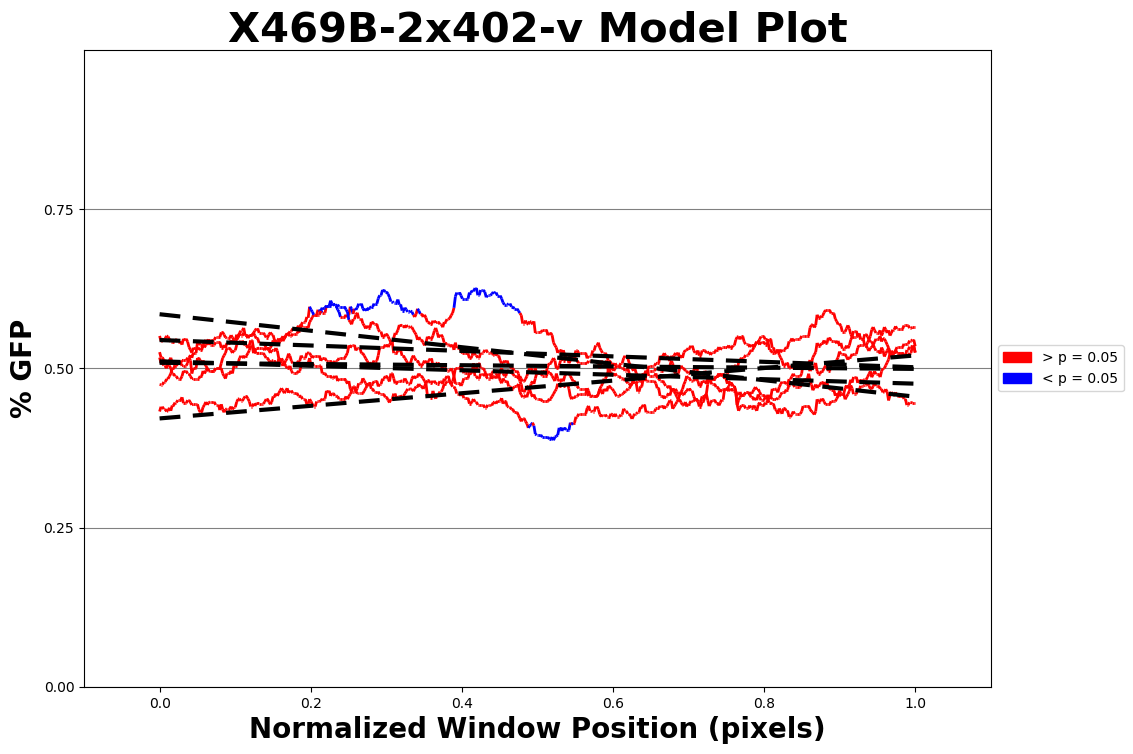 X469B-2x402-v Model Plot
% GFP
0.75
0.50
0.25
0.00
0.0 0.2 0.4 0.6 0.8 1.0
Normalized Window Position (pixels)
> p = 0.05
< p = 0.05